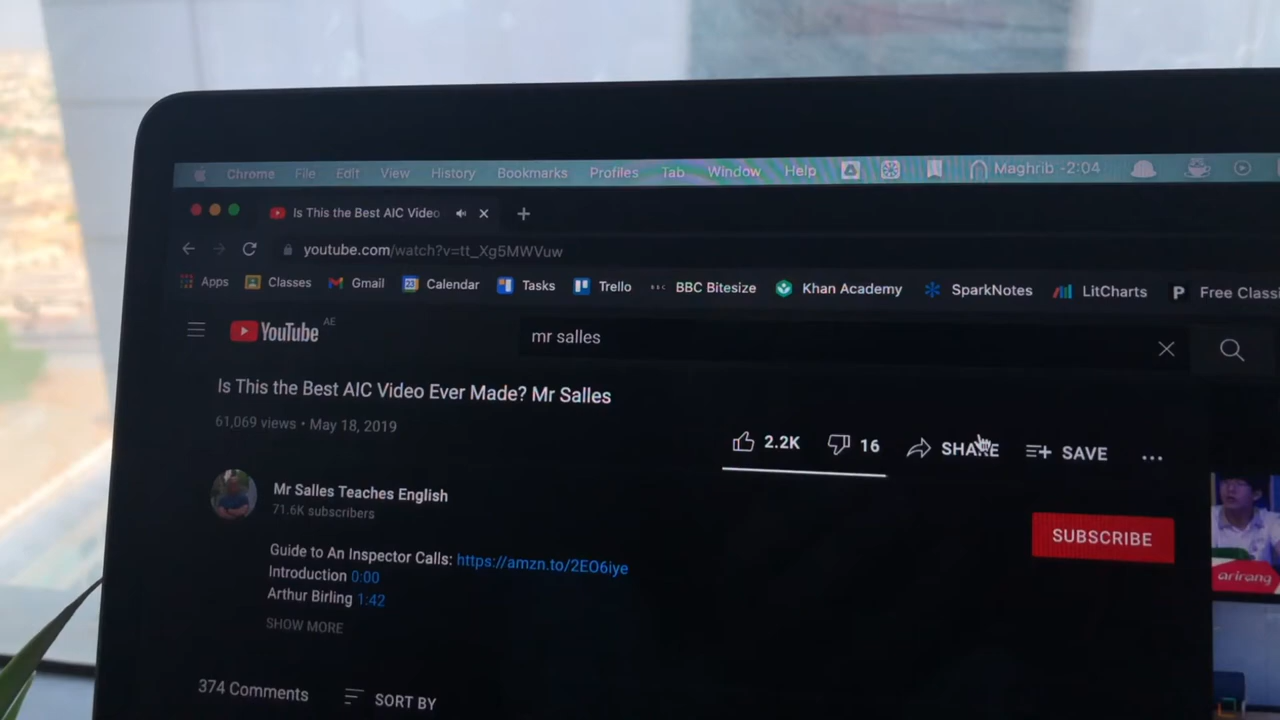 Chrome File Edit View History Bookmarks Profiles Tab Window Help Maghrib -2:04
Is This the Best AIC Video
youtube.com/watch?v=tt_Xg5MWVuw
Apps Classes Gmail Calendar Tasks Trello BBC BBC Bitesize Khan Academy SparkNotes LitCharts P Free Classi
YouTube AE mr salles
Is This the Best AIC Video Ever Made? Mr Salles
61,069 views • May 18, 2019
2.2K 16 SHARE SAVE ...
Mr Salles Teaches English
71.6K subscribers
SUBSCRIBE
Guide to An Inspector Calls: https://amzn.to/2EO6iye
Introduction 0:00
Arthur Birling 1:42
SHOW MORE
arirang
374 Comments SORT BY